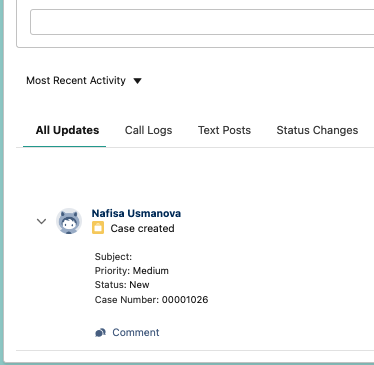 Most Recent Activity
All Updates Call Logs Text Posts Status Changes
Nafisa Usmanova
Case created
Subject:
Priority: Medium
Status: New
Case Number: 00001026
Comment